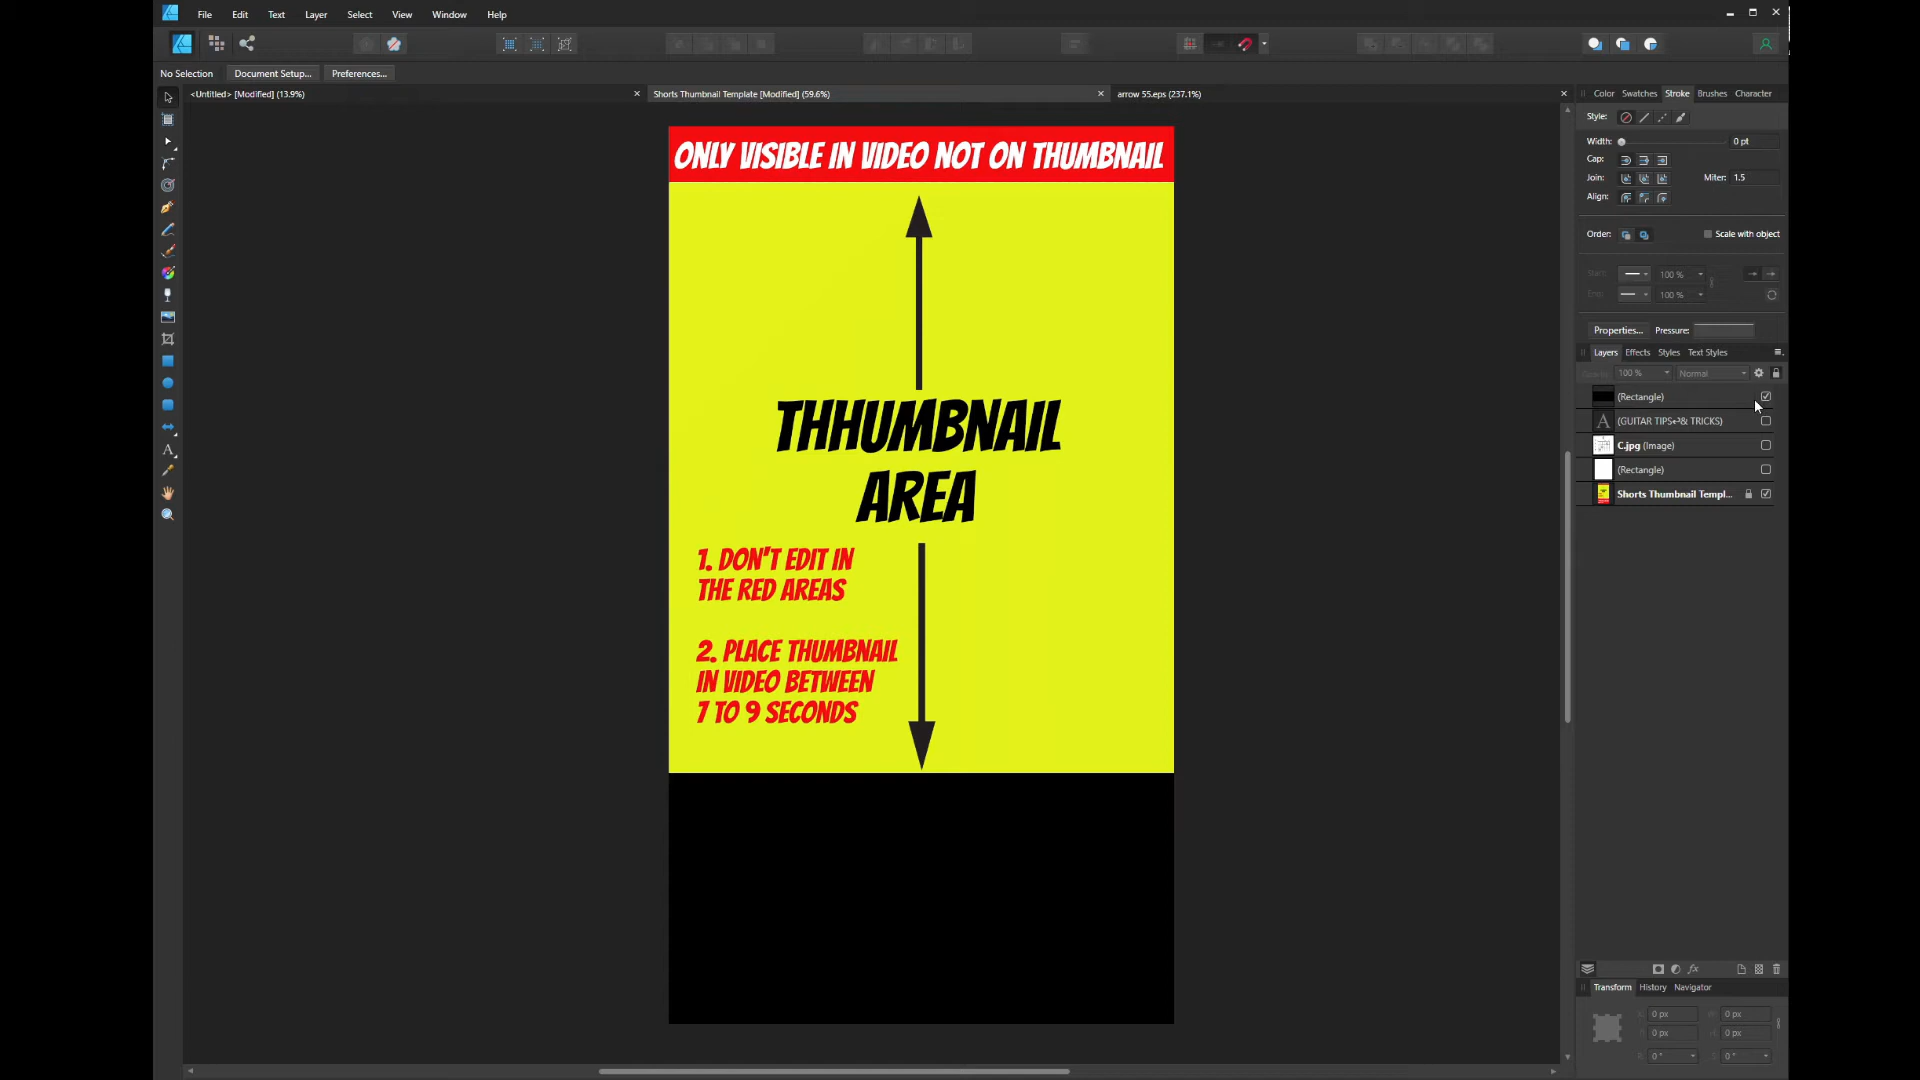 File Edit Text Layer Select View Window Help
No Selection Document Setup... Preferences...
<Untitled> [Modified] (13.9%) Shorts Thumbnail Template [Modified] (59.6%) arrow 55.eps (237.1%)
ONLY VISIBLE IN VIDEO NOT ON THUMBNAIL
THHUMBNAIL
AREA
1. DON'T EDIT IN
THE RED AREAS
2. PLACE THUMBNAIL
IN VIDEO BETWEEN
7 TO 9 SECONDS
Color Swatches Stroke Brushes Character
Style:
Width: 0 pt
Cap:
Join: Miter: 1.5
Align:
Order: Scale with object
Start: 100 %
End: 100 %
Properties... Pressure:
Layers Effects Styles Text Styles
Opacity: 100 % Normal
(Rectangle)
(GUITAR TIPS↩& TRICKS)
C.jpg (Image)
(Rectangle)
Shorts Thumbnail Templ...
Transform History Navigator
X: 0 px W: 0 px
Y: 0 px H: 0 px
R: 0 ° S: 0 °